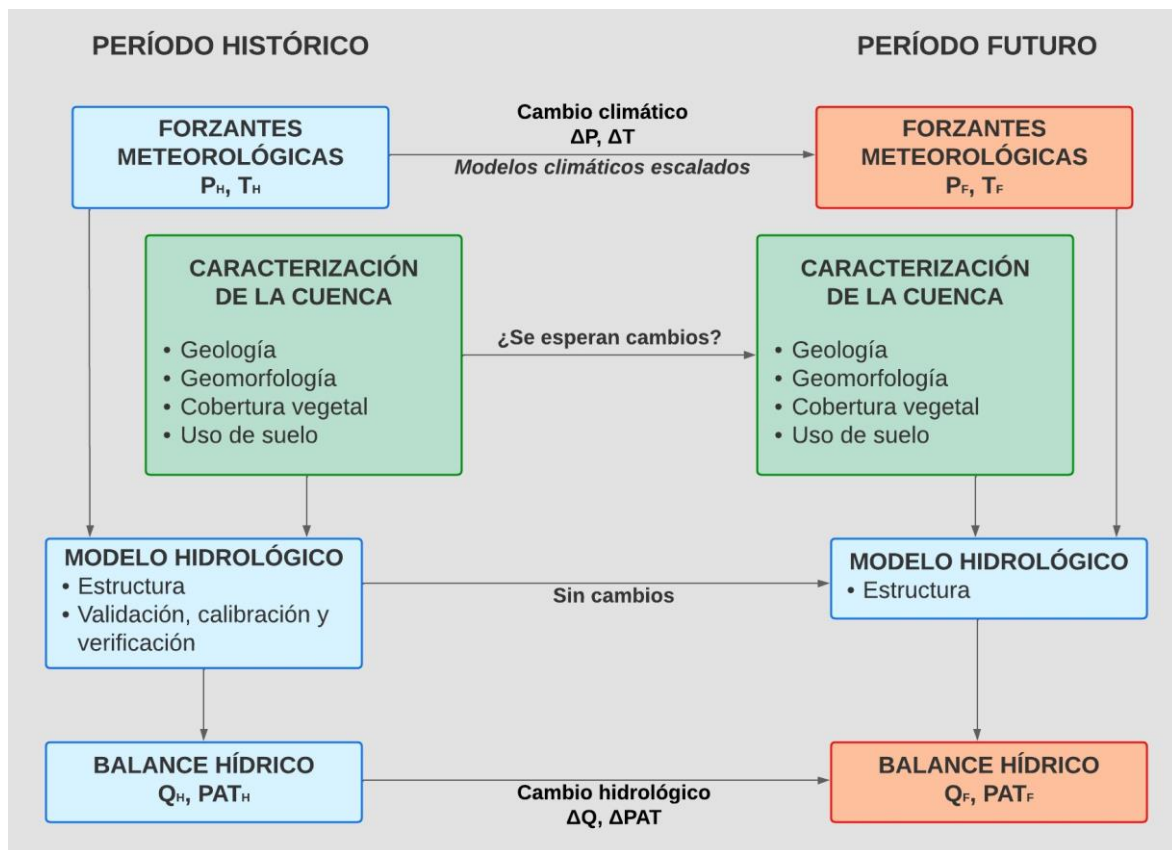 PERÍODO HISTÓRICO
PERÍODO FUTURO
FORZANTES
METEOROLÓGICAS
Pₕ, Tₕ
Cambio climático
ΔP, ΔT
Modelos climáticos escalados
FORZANTES
METEOROLÓGICAS
PF, TF
CARACTERIZACIÓN
DE LA CUENCA
• Geología
• Geomorfología
• Cobertura vegetal
• Uso de suelo
¿Se esperan cambios?
CARACTERIZACIÓN
DE LA CUENCA
• Geología
• Geomorfología
• Cobertura vegetal
• Uso de suelo
MODELO HIDROLÓGICO
• Estructura
• Validación, calibración y
verificación
Sin cambios
MODELO HIDROLÓGICO
• Estructura
BALANCE HÍDRICO
QH, PATH
Cambio hidrológico
ΔQ, ΔPAT
BALANCE HÍDRICO
QF, PATF